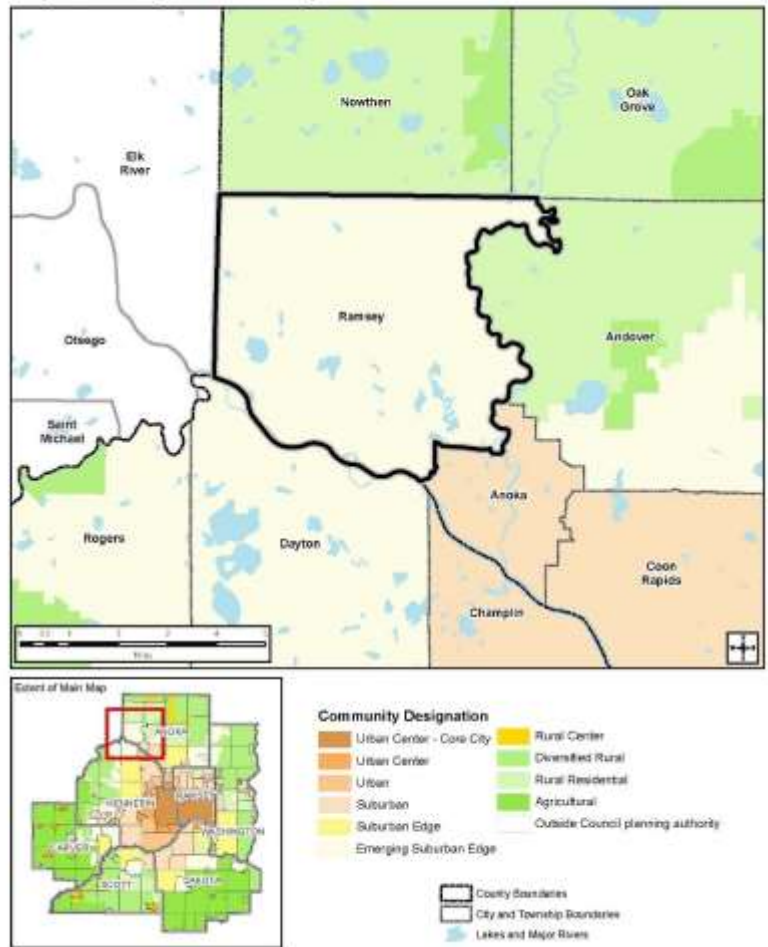 Nowthen
Oak
Grove
Elk
River
Ramsey
Otsego
Andover
Saint
Michael
Anoka
Rogers
Dayton
Coon
Rapids
Champlin
Extent of Main Map
ANOKA
HENNEPIN
RAMSEY
WASHINGTON
CARVER
SCOTT
DAKOTA
Community Designation
Urban Center - Core City
Urban Center
Urban
Suburban
Suburban Edge
Emerging Suburban Edge
Rural Center
Diversified Rural
Rural Residential
Agricultural
Outside Council planning authority
County Boundaries
City and Township Boundaries
Lakes and Major Rivers